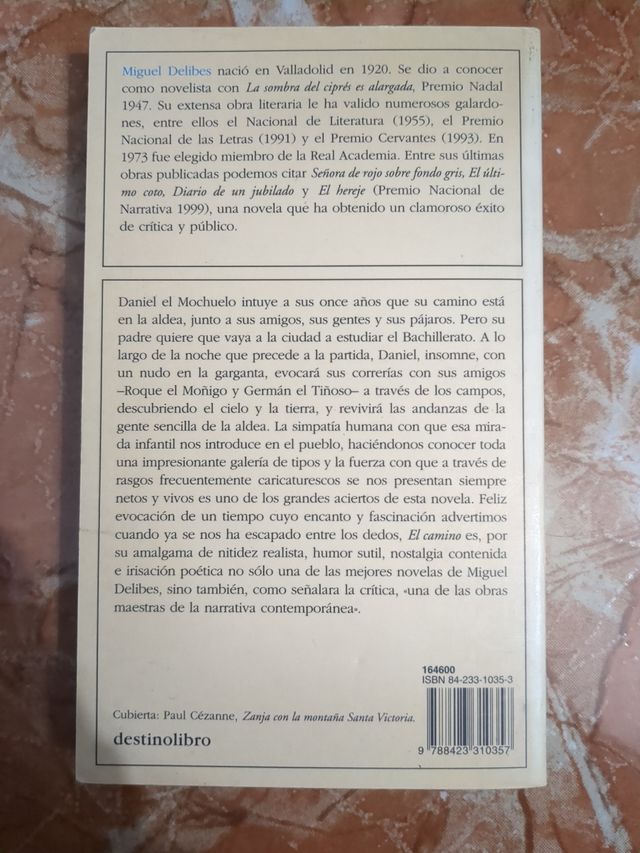 Miguel Delibes nació en Valladolid en 1920. Se dio a conocer
como novelista con La sombra del ciprés es alargada, Premio Nadal
1947. Su extensa obra literaria le ha valido numerosos galardo-
nes, entre ellos el Nacional de Literatura (1955), el Premio
Nacional de las Letras (1991) y el Premio Cervantes (1993). En
1973 fue elegido miembro de la Real Academia. Entre sus últimas
obras publicadas podemos citar Señora de rojo sobre fondo gris, El últi-
mo coto, Diario de un jubilado y El hereje (Premio Nacional de
Narrativa 1999), una novela que ha obtenido un clamoroso éxito
de crítica y público.
Daniel el Mochuelo intuye a sus once años que su camino está
en la aldea, junto a sus amigos, sus gentes y sus pájaros. Pero su
padre quiere que vaya a la ciudad a estudiar el Bachillerato. A lo
largo de la noche que precede a la partida, Daniel, insomne, con
un nudo en la garganta, evocará sus correrías con sus amigos
–Roque el Moñigo y Germán el Tiñoso– a través de los campos,
descubriendo el cielo y la tierra, y revivirá las andanzas de la
gente sencilla de la aldea. La simpatía humana con que esa mira-
da infantil nos introduce en el pueblo, haciéndonos conocer toda
una impresionante galería de tipos y la fuerza con que a través de
rasgos frecuentemente caricaturescos se nos presentan siempre
netos y vivos es uno de los grandes aciertos de esta novela. Feliz
evocación de un tiempo cuyo encanto y fascinación advertimos
cuando ya se nos ha escapado entre los dedos, El camino es, por
su amalgama de nitidez realista, humor sutil, nostalgia contenida
e irisación poética no sólo una de las mejores novelas de Miguel
Delibes, sino también, como señalara la crítica, «una de las obras
maestras de la narrativa contemporánea».
164600
ISBN 84-233-1035-3
Cubierta: Paul Cézanne, Zanja con la montaña Santa Victoria.
destinolibro
9 788423 310357